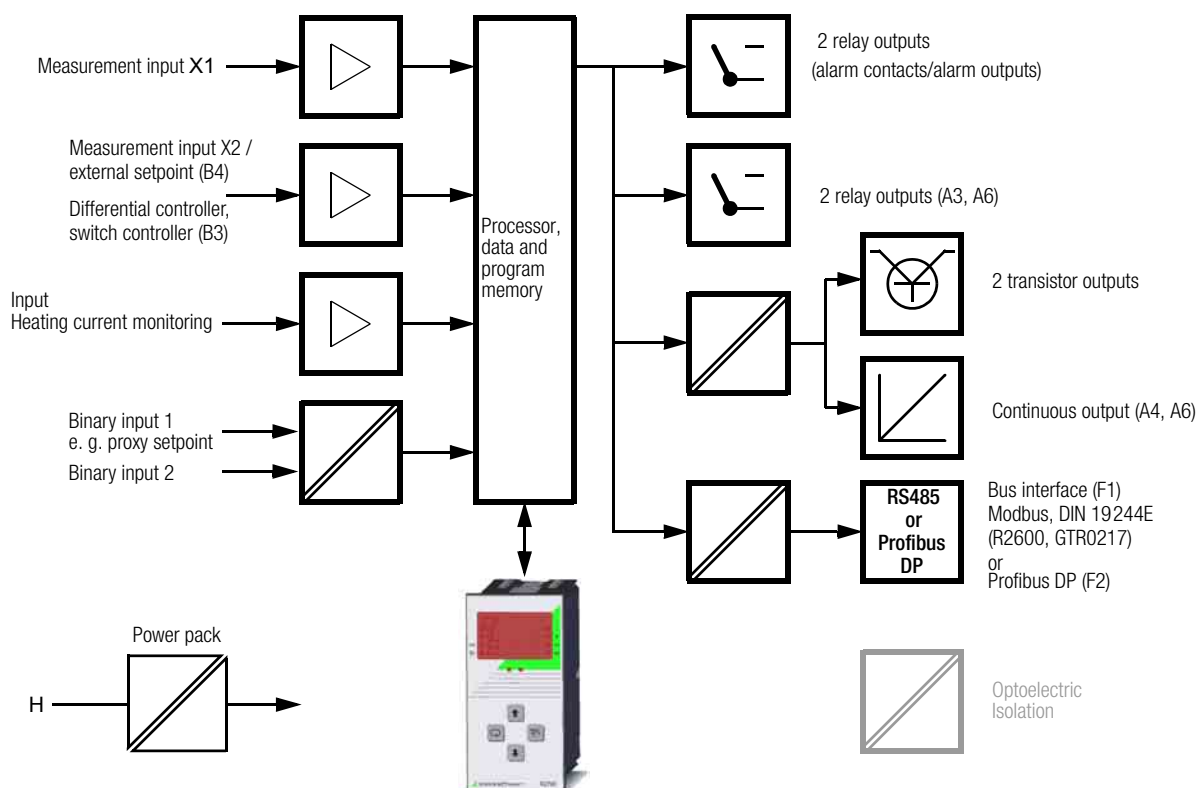 Measurement input X1
Measurement input X2 /
external setpoint (B4)
Differential controller,
switch controller (B3)
Input
Heating current monitoring
Binary input 1
e. g. proxy setpoint
Binary input 2
Processor,
data and
program
memory
2 relay outputs
(alarm contacts/alarm outputs)
2 relay outputs (A3, A6)
2 transistor outputs
Continuous output (A4, A6)
RS485
or
Profibus
DP
Bus interface (F1)
Modbus, DIN 19244E
(R2600, GTR0217)
or
Profibus DP (F2)
Power pack
H
Optoelectric
Isolation